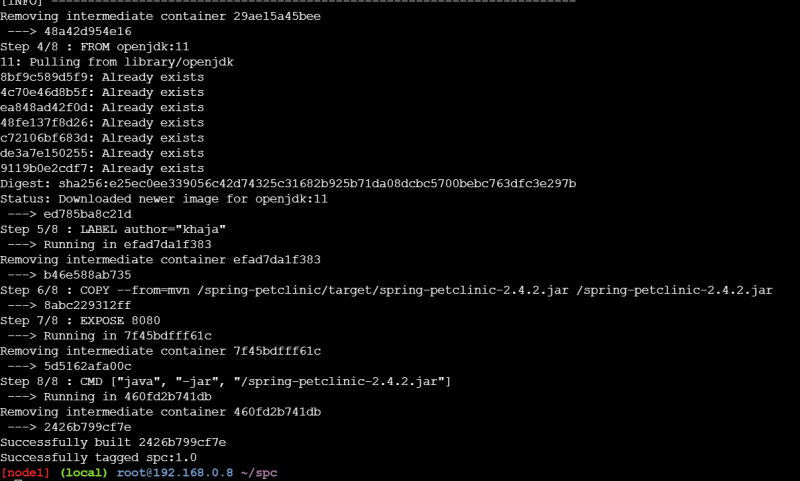 [INFO] ------------------------------------------------------------------------
Removing intermediate container 29ae15a45bee
 ---> 48a42d954e16
Step 4/8 : FROM openjdk:11
11: Pulling from library/openjdk
8bf9c589d5f9: Already exists
4c70e46d8b5f: Already exists
ea848ad42f0d: Already exists
48fe137f8d26: Already exists
c72106bf683d: Already exists
de3a7e150255: Already exists
9119b0e2cdf7: Already exists
Digest: sha256:e25ec0ee339056c42d74325c31682b925b71da08dcbc5700bebc763dfc3e297b
Status: Downloaded newer image for openjdk:11
 ---> ed785ba8c21d
Step 5/8 : LABEL author="khaja"
 ---> Running in efad7da1f383
Removing intermediate container efad7da1f383
 ---> b46e588ab735
Step 6/8 : COPY --from=mvn /spring-petclinic/target/spring-petclinic-2.4.2.jar /spring-petclinic-2.4.2.jar
 ---> 8abc229312ff
Step 7/8 : EXPOSE 8080
 ---> Running in 7f45bdfff61c
Removing intermediate container 7f45bdfff61c
 ---> 5d5162afa00c
Step 8/8 : CMD ["java", "-jar", "/spring-petclinic-2.4.2.jar"]
 ---> Running in 460fd2b741db
Removing intermediate container 460fd2b741db
 ---> 2426b799cf7e
Successfully built 2426b799cf7e
Successfully tagged spc:1.0
[node1] (local) root@192.168.0.8 ~/spc